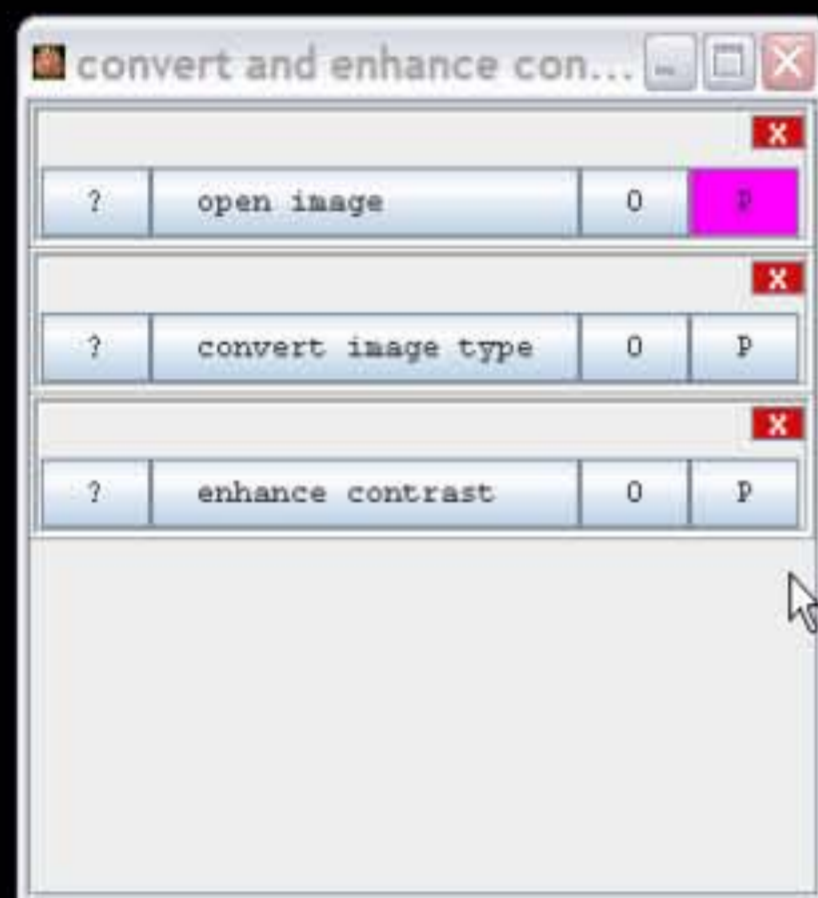 convert and enhance con...
X
? open image O P
X
? convert image type O P
X
? enhance contrast O P